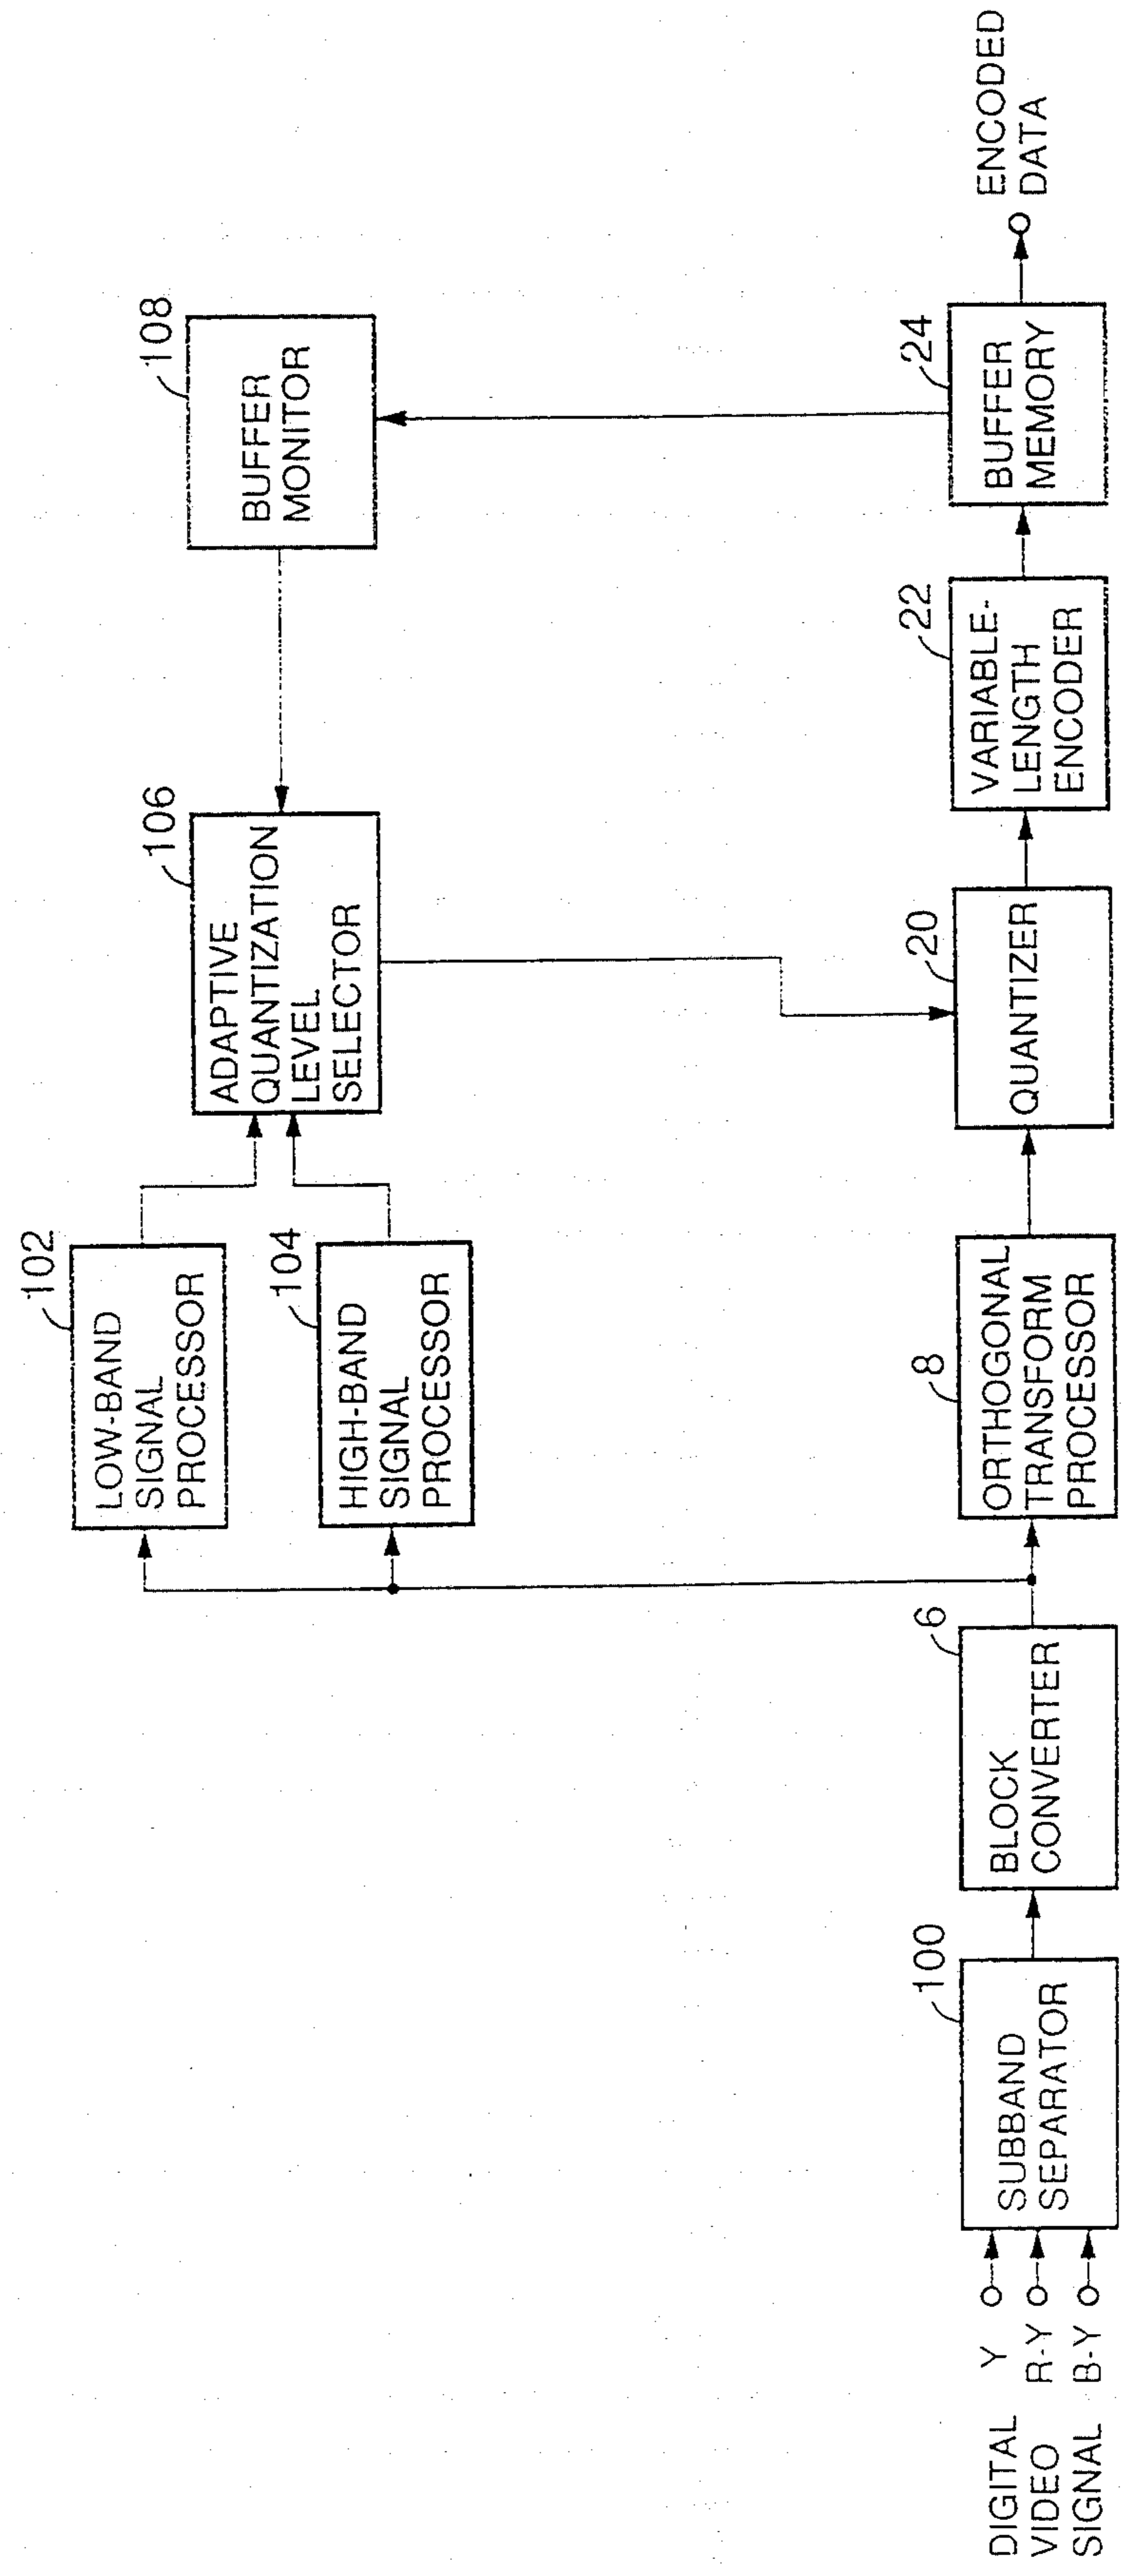 DIGITAL
VIDEO
SIGNAL
Y
R-Y
B-Y
100
SUBBAND
SEPARATOR
6
BLOCK
CONVERTER
102
LOW-BAND
SIGNAL
PROCESSOR
104
HIGH-BAND
SIGNAL
PROCESSOR
8
ORTHOGONAL
TRANSFORM
PROCESSOR
106
ADAPTIVE
QUANTIZATION
LEVEL
SELECTOR
20
QUANTIZER
22
VARIABLE-
LENGTH
ENCODER
108
BUFFER
MONITOR
24
BUFFER
MEMORY
ENCODED
DATA